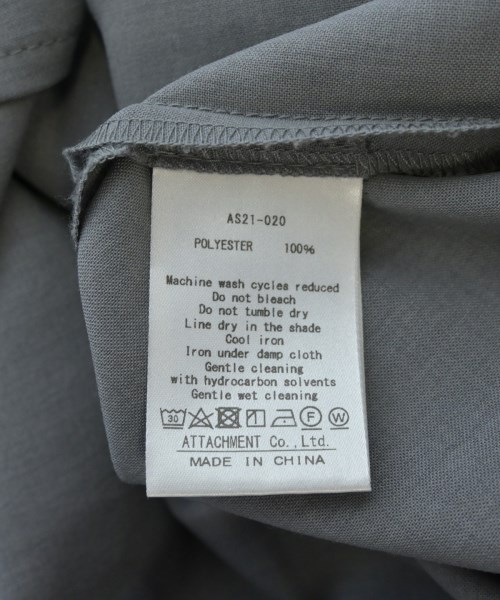 AS21-020
POLYESTER 100%
Machine wash cycles reduced
Do not bleach
Do not tumble dry
Line dry in the shade
Cool iron
Iron under damp cloth
Gentle cleaning
with hydrocarbon solvents
Gentle wet cleaning
30 F W
ATTACHMENT Co., Ltd.
MADE IN CHINA